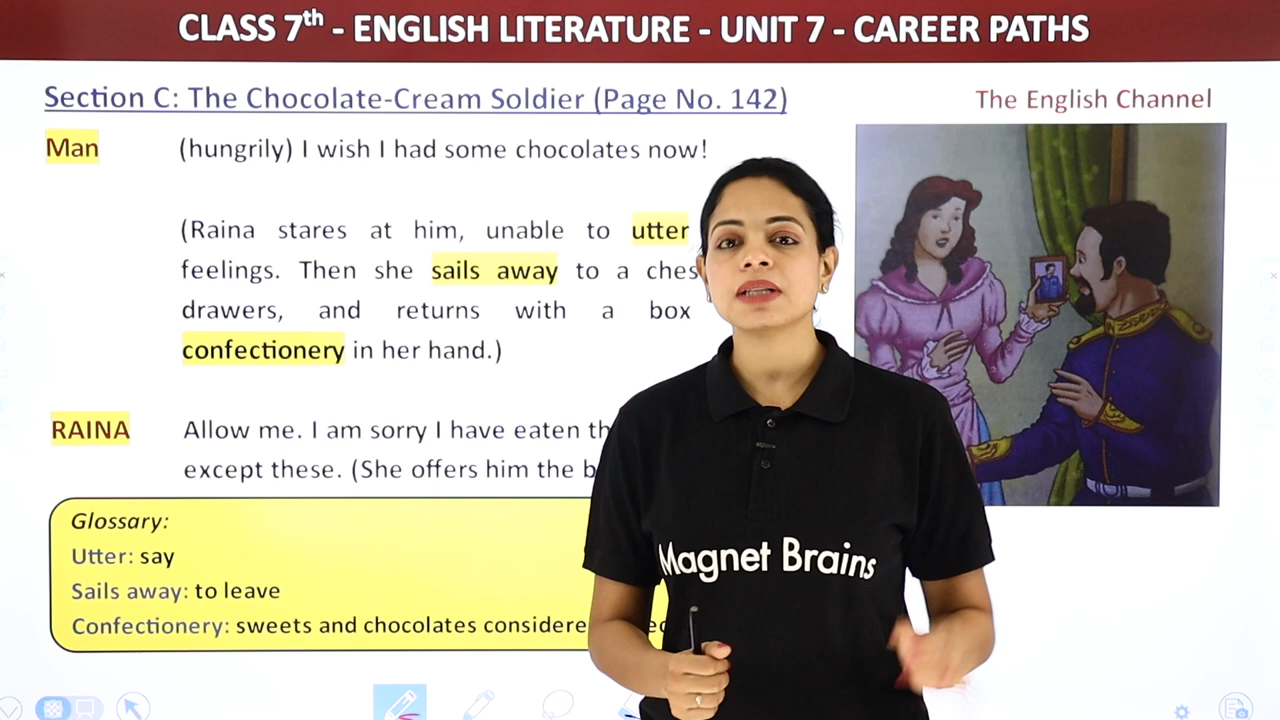 CLASS 7th - ENGLISH LITERATURE - UNIT 7 - CAREER PATHS
Section C: The Chocolate-Cream Soldier (Page No. 142)
The English Channel
Man (hungrily) I wish I had some chocolates now!
(Raina stares at him, unable to utter
feelings. Then she sails away to a
drawers, and returns with a box
confectionery in her hand.)
RAINA Allow me. I am sorry I have eaten
except these. (She offers him the
Glossary:
Utter: say
Sails away: to leave
Confectionery: sweets and chocolates
Magnet Brains